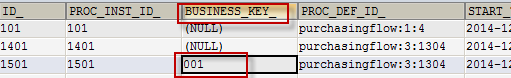 ID_ PROC_INST_ID_ BUSINESS_KEY_ PROC_DEF_ID_ START_
101 101 (NULL) purchasingflow:1:4 2014-12
1401 1401 (NULL) purchasingflow:3:1304 2014-12
1501 1501 001 purchasingflow:3:1304 2014-12